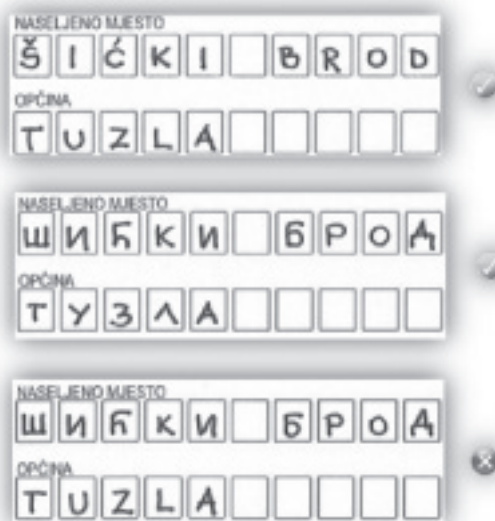 NASELJENO MJESTO
ŠIĆKI BROD
OPĆINA
TUZLA
NASELJENO MJESTO
ШИЋКИ БРОД
OPĆINA
ТУЗЛА
NASELJENO MJESTO
ШИЋКИ БРОД
OPĆINA
TUZLA